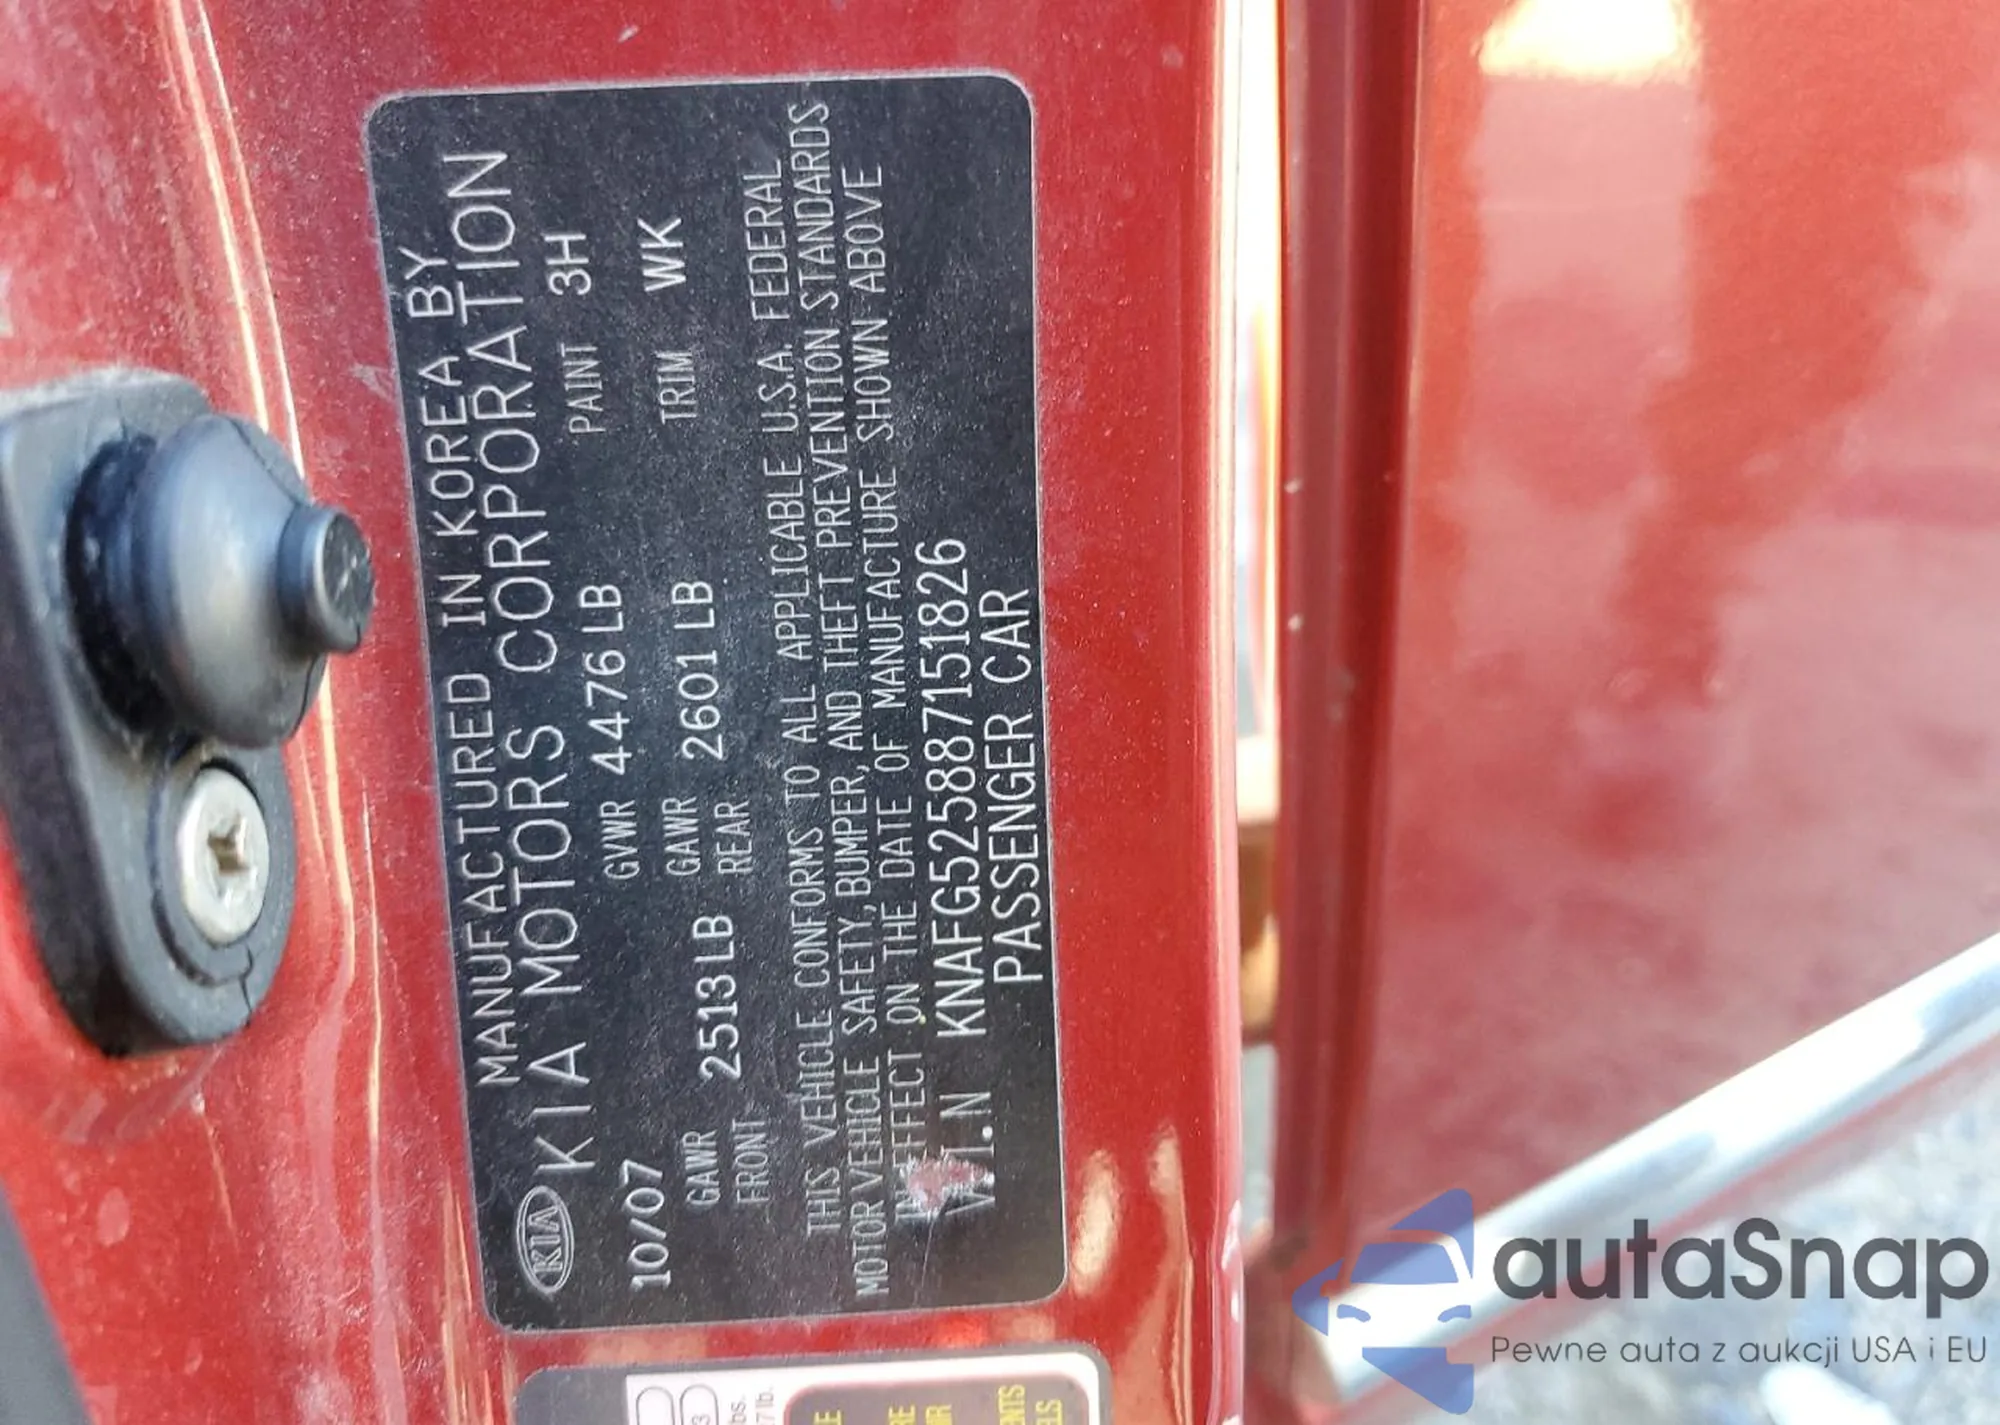 MANUFACTURED IN KOREA BY
KIA KIA MOTORS CORPORATION
10/07 GVWR 4476 LB PAINT 3H
GAWR FRONT 2513 LB GAWR REAR 2601 LB TRIM WK
THIS VEHICLE CONFORMS TO ALL APPLICABLE U.S.A. FEDERAL
MOTOR VEHICLE SAFETY, BUMPER, AND THEFT PREVENTION STANDARDS
IN EFFECT ON THE DATE OF MANUFACTURE SHOWN ABOVE
V.I.N KNAFG525887151826
PASSENGER CAR
autaSnap
Pewne auta z aukcji USA i EU